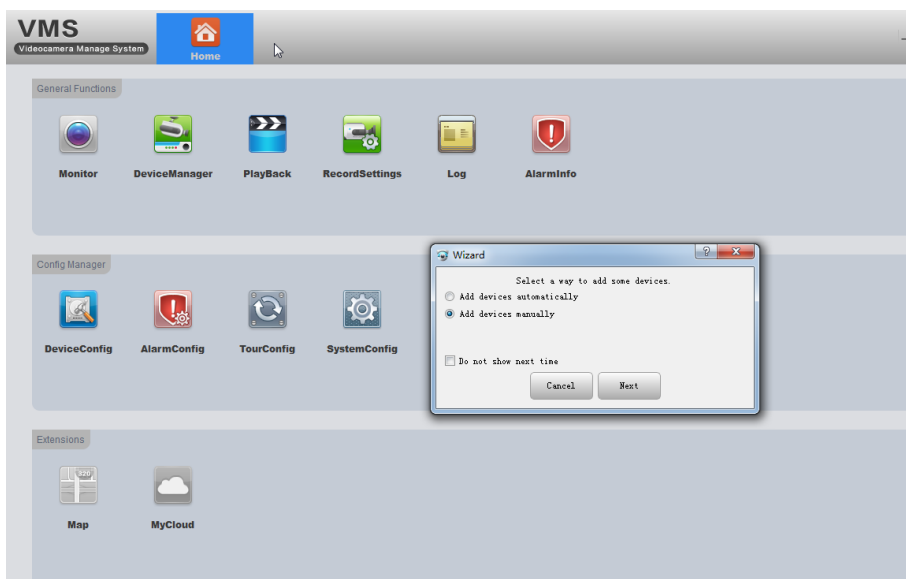 VMS
Videocamera Manage System
Home
General Functions
Monitor DeviceManager PlayBack RecordSettings Log AlarmInfo
Config Manager
Wizard
Select a way to add some devices.
Add devices automatically
Add devices manually
Do not show next time
Cancel Next
DeviceConfig AlarmConfig TourConfig SystemConfig
Extensions
320
Map MyCloud